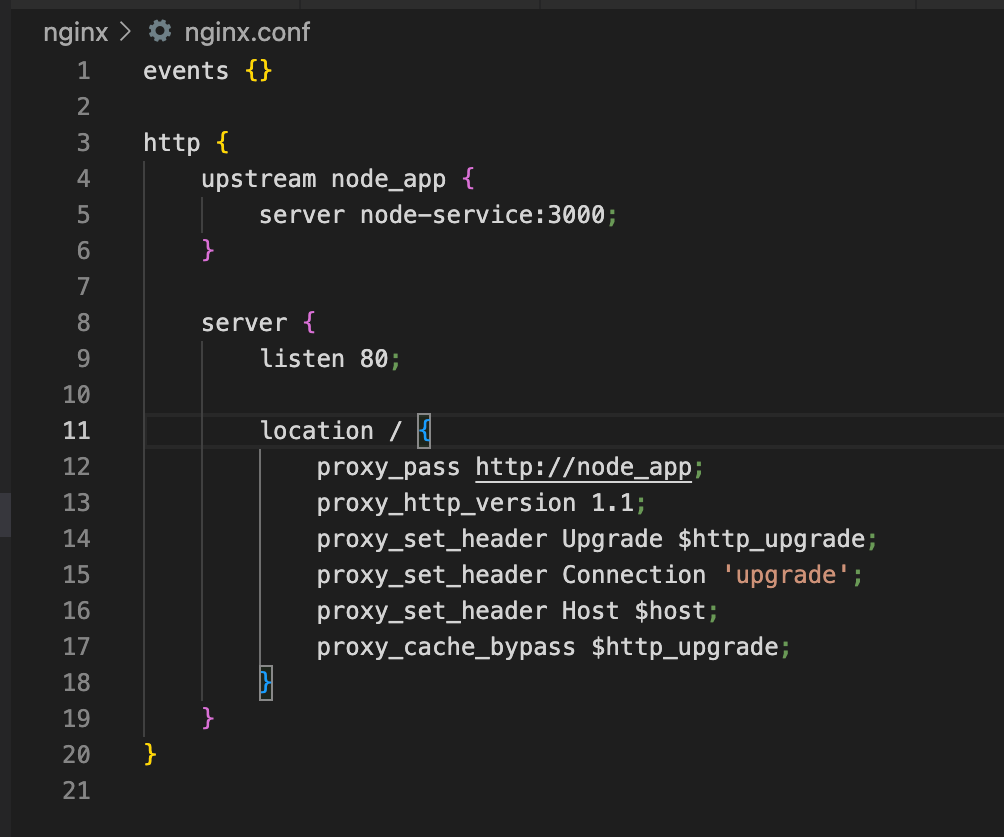 nginx > nginx.conf
1 events {}
2
3 http {
4     upstream node_app {
5         server node-service:3000;
6     }
7
8     server {
9         listen 80;
10
11         location / {
12             proxy_pass http://node_app;
13             proxy_http_version 1.1;
14             proxy_set_header Upgrade $http_upgrade;
15             proxy_set_header Connection 'upgrade';
16             proxy_set_header Host $host;
17             proxy_cache_bypass $http_upgrade;
18         }
19     }
20 }
21